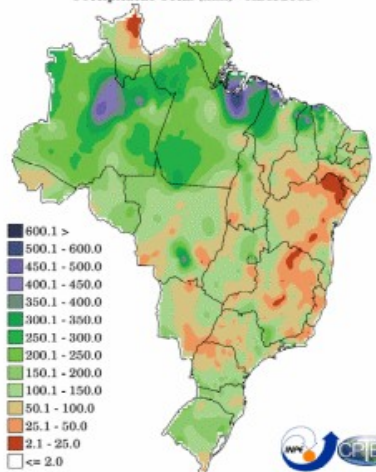 600.1 >
500.1 - 600.0
450.1 - 500.0
400.1 - 450.0
350.1 - 400.0
300.1 - 350.0
250.1 - 300.0
200.1 - 250.0
150.1 - 200.0
100.1 - 150.0
50.1 - 100.0
25.1 - 50.0
2.1 - 25.0
<= 2.0
INPE